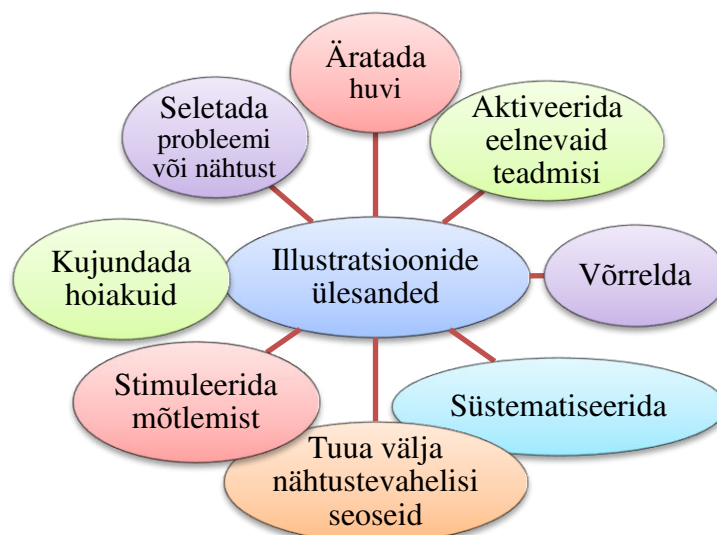 Äratada
huvi
Aktiveerida
eelnevaid
teadmisi
Võrrelda
Süstematiseerida
Tuua välja
nähtustevahelisi
seoseid
Stimuleerida
mõtlemist
Kujundada
hoiakuid
Seletada
probleemi
või nähtust
Illustratsioonide
ülesanded